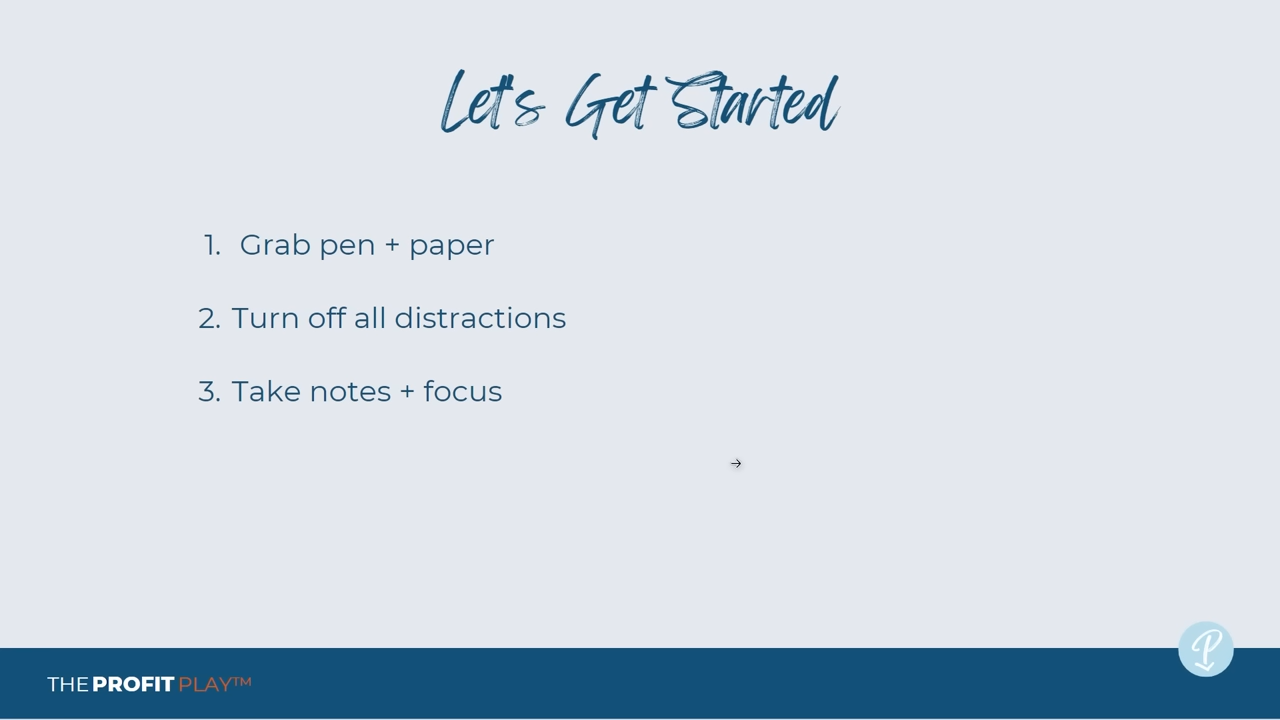 Let's Get Started
1. Grab pen + paper
2. Turn off all distractions
3. Take notes + focus
THE PROFIT PLAY™
P